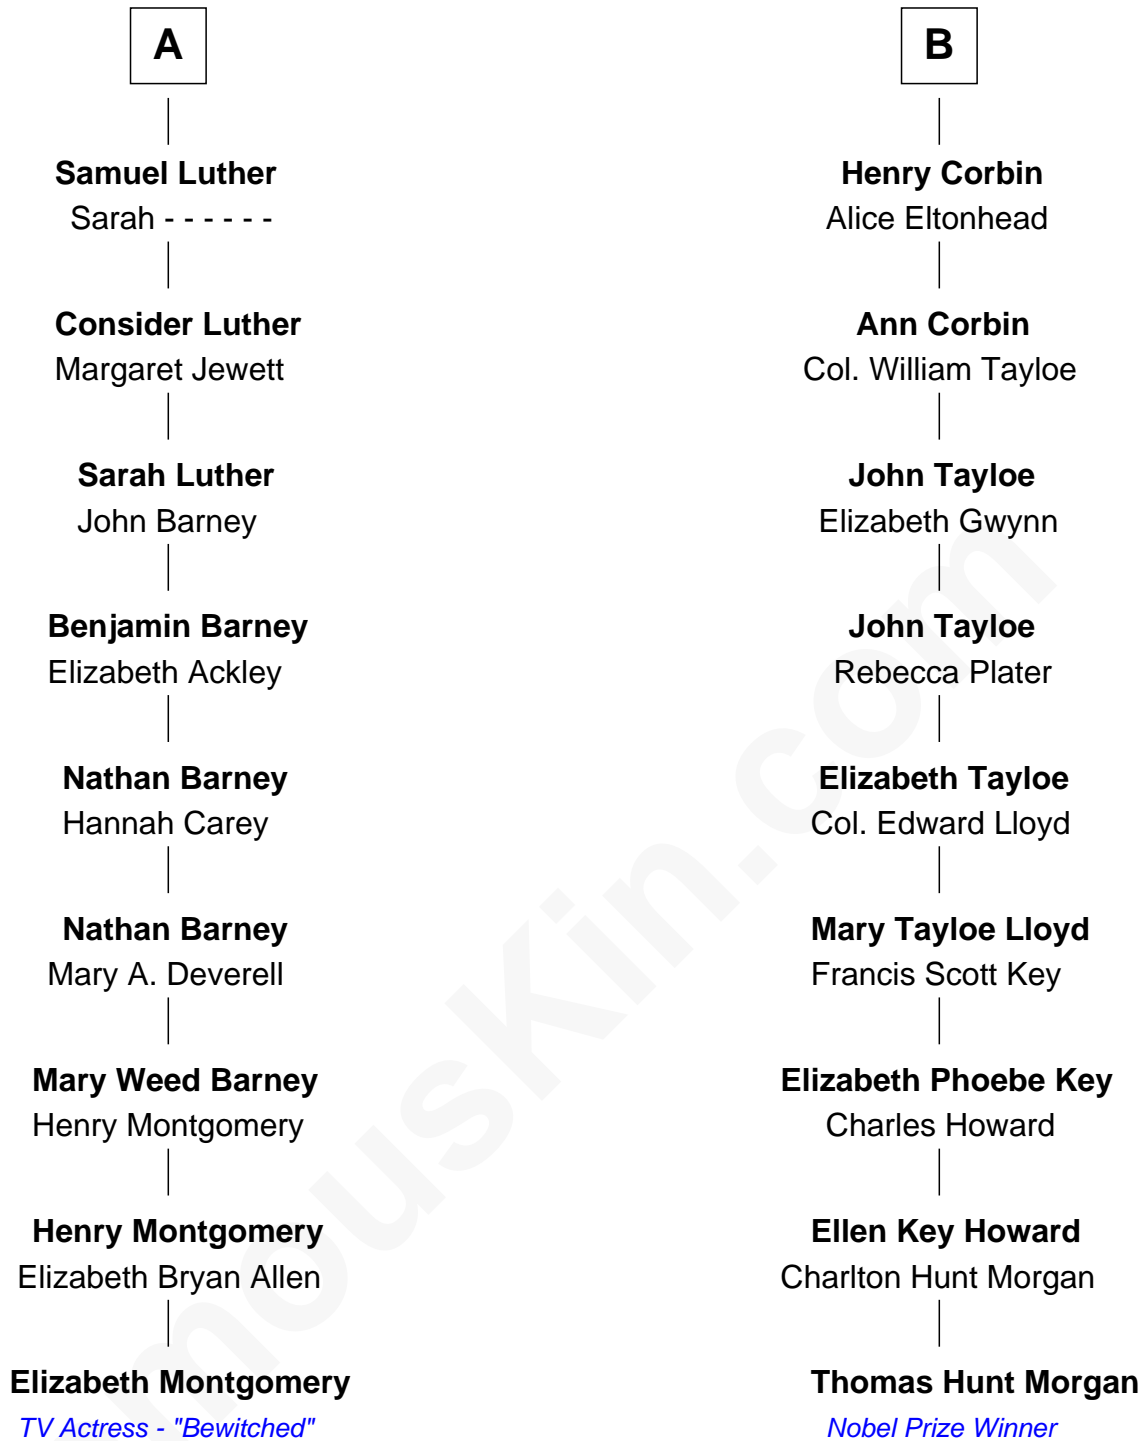 A
Samuel Luther
Sarah - - - - - -
Consider Luther
Margaret Jewett
Sarah Luther
John Barney
Benjamin Barney
Elizabeth Ackley
Nathan Barney
Hannah Carey
Nathan Barney
Mary A. Deverell
Mary Weed Barney
Henry Montgomery
Henry Montgomery
Elizabeth Bryan Allen
Elizabeth Montgomery
TV Actress - "Bewitched"
B
Henry Corbin
Alice Eltonhead
Ann Corbin
Col. William Tayloe
John Tayloe
Elizabeth Gwynn
John Tayloe
Rebecca Plater
Elizabeth Tayloe
Col. Edward Lloyd
Mary Tayloe Lloyd
Francis Scott Key
Elizabeth Phoebe Key
Charles Howard
Ellen Key Howard
Charlton Hunt Morgan
Thomas Hunt Morgan
Nobel Prize Winner
mousKin.com